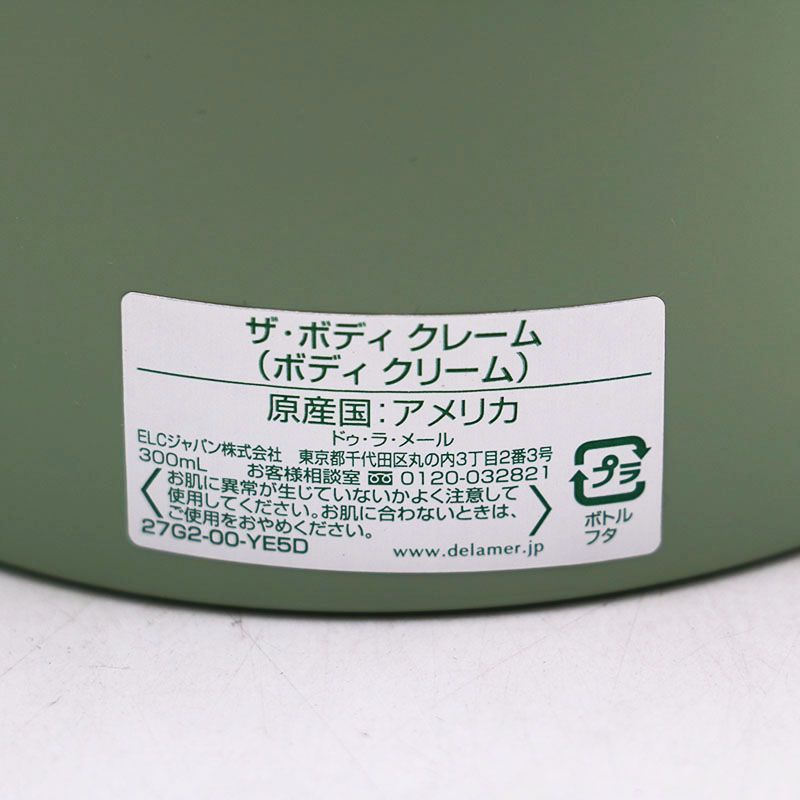 ザ・ボディ クレーム
（ボディ クリーム）
原産国：アメリカ
ドゥ・ラ・メール
ELCジャパン株式会社 東京都千代田区丸の内3丁目2番3号
300mL お客様相談室 0120-032821
お肌に異常が生じていないかよく注意して
使用してください。お肌に合わないときは、
ご使用をおやめください。
27G2-00-YE5D
www.delamer.jp
プラ
ボトル
フタ